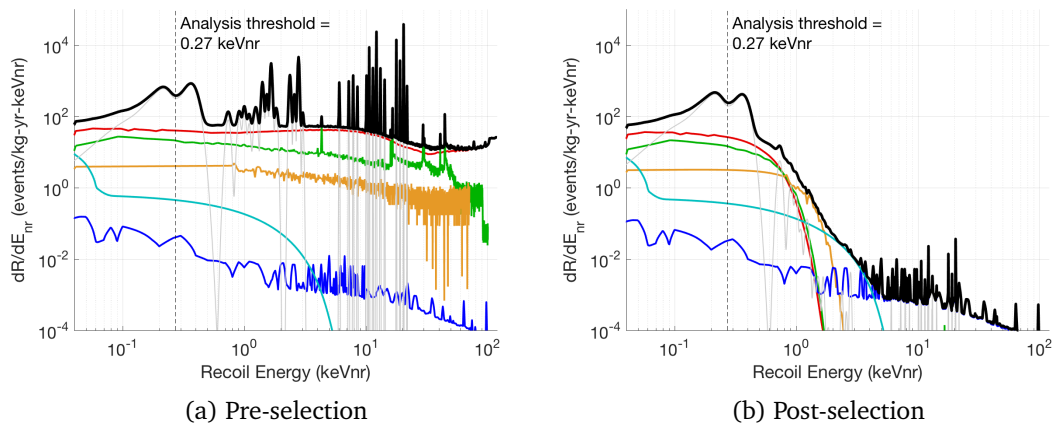 Analysis threshold =
0.27 keVnr
10^4
10^2
10^0
10^-2
10^-4
dR/dE_nr (events/kg-yr-keVnr)
10^-1
10^0
10^1
10^2
Recoil Energy (keVnr)
(a) Pre-selection
Analysis threshold =
0.27 keVnr
10^4
10^2
10^0
10^-2
10^-4
dR/dE_nr (events/kg-yr-keVnr)
10^-1
10^0
10^1
10^2
Recoil Energy (keVnr)
(b) Post-selection